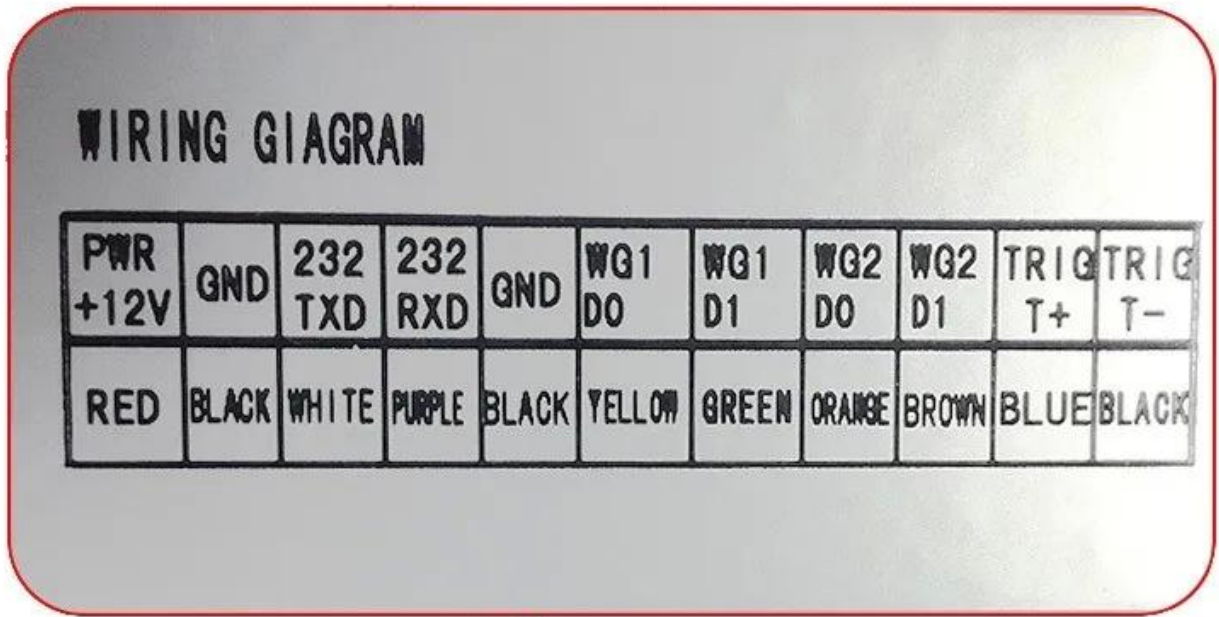 WIRING GIAGRAM
PWR +12V GND 232 TXD 232 RXD GND WG1 D0 WG1 D1 WG2 D0 WG2 D1 TRIG T+ TRIG T-
RED BLACK WHITE PURPLE BLACK YELLOW GREEN ORANGE BROWN BLUE BLACK